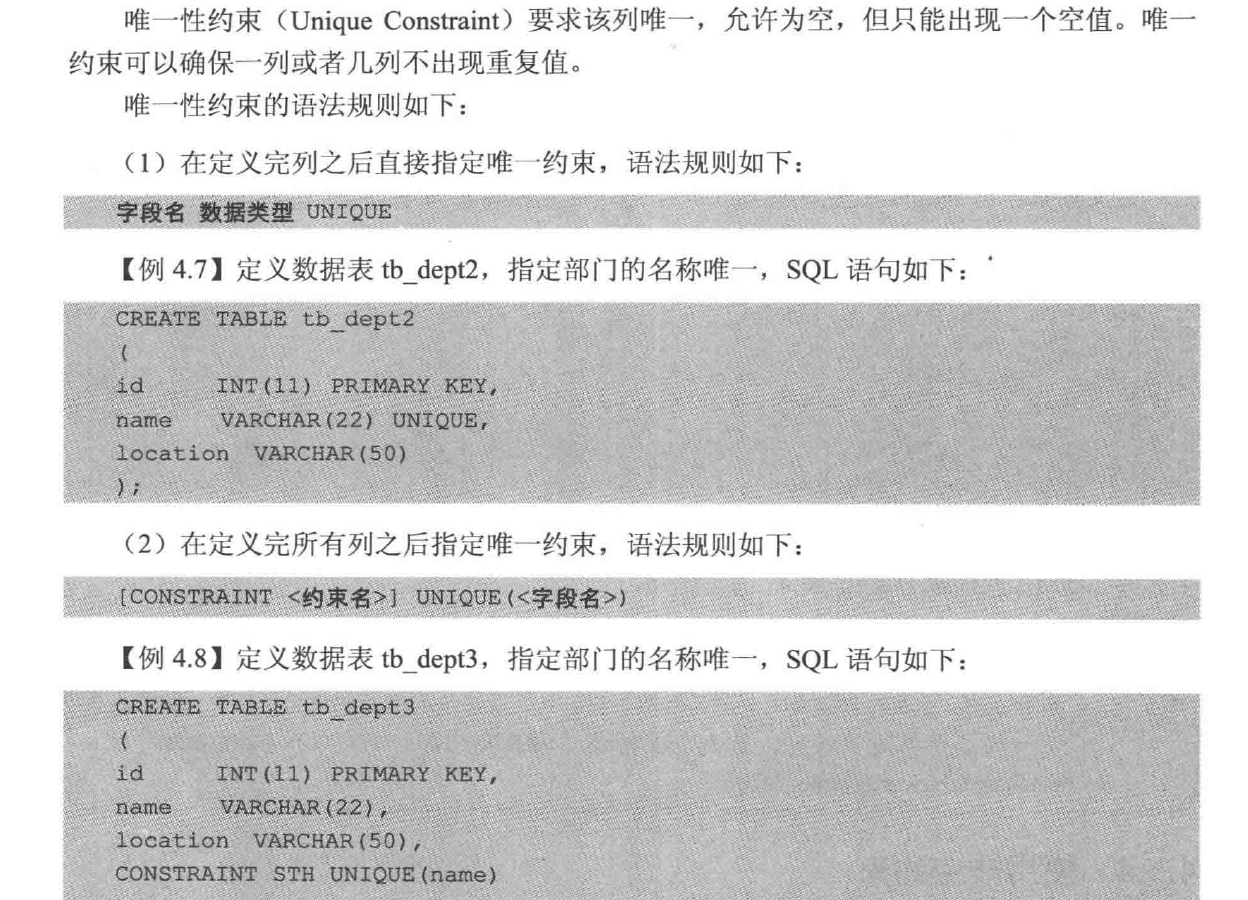 唯一性约束（Unique Constraint）要求该列唯一，允许为空，但只能出现一个空值。唯一
约束可以确保一列或者几列不出现重复值。
唯一性约束的语法规则如下：
（1）在定义完列之后直接指定唯一约束，语法规则如下：
字段名 数据类型 UNIQUE
【例 4.7】定义数据表 tb_dept2，指定部门的名称唯一，SQL 语句如下：
CREATE TABLE tb_dept2
(
id      INT(11) PRIMARY KEY,
name    VARCHAR(22) UNIQUE,
location  VARCHAR(50)
);
（2）在定义完所有列之后指定唯一约束，语法规则如下：
[CONSTRAINT <约束名>] UNIQUE(<字段名>)
【例 4.8】定义数据表 tb_dept3，指定部门的名称唯一，SQL 语句如下：
CREATE TABLE tb_dept3
(
id      INT(11) PRIMARY KEY,
name    VARCHAR(22),
location  VARCHAR(50),
CONSTRAINT STH UNIQUE(name)